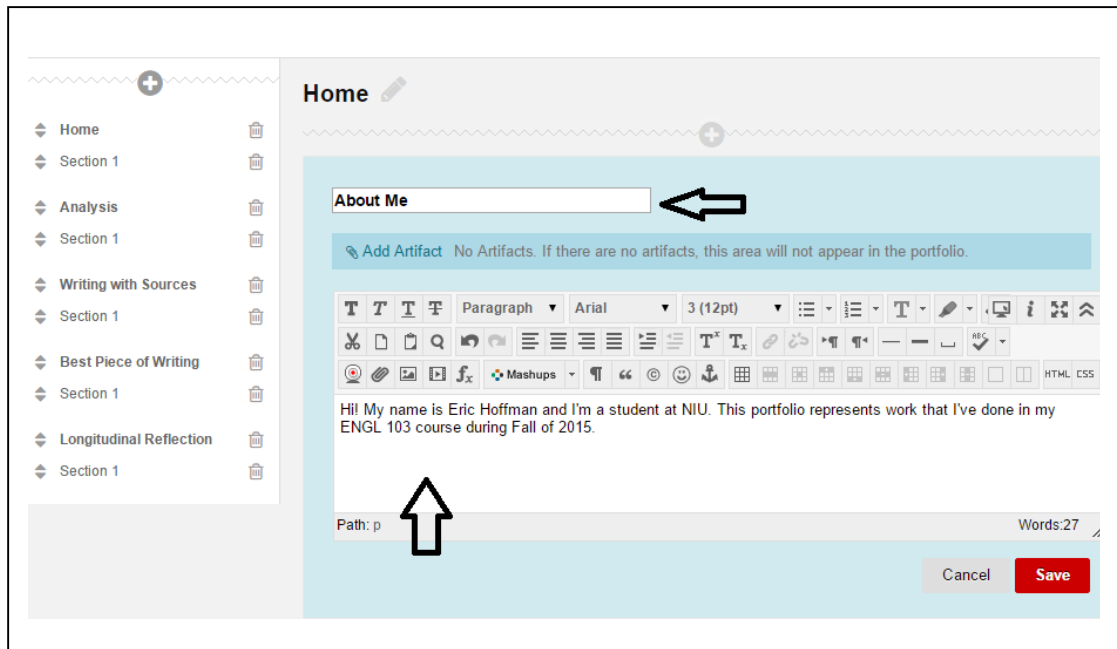 Home
Section 1
Analysis
Section 1
Writing with Sources
Section 1
Best Piece of Writing
Section 1
Longitudinal Reflection
Section 1
Home
About Me
Add Artifact No Artifacts. If there are no artifacts, this area will not appear in the portfolio.
T T T T Paragraph Arial 3 (12pt) T i
Tx Tx ABC
fx Mashups ¶ “ © HTML CSS
Hi! My name is Eric Hoffman and I'm a student at NIU. This portfolio represents work that I've done in my
ENGL 103 course during Fall of 2015.
Path: p Words:27
Cancel Save